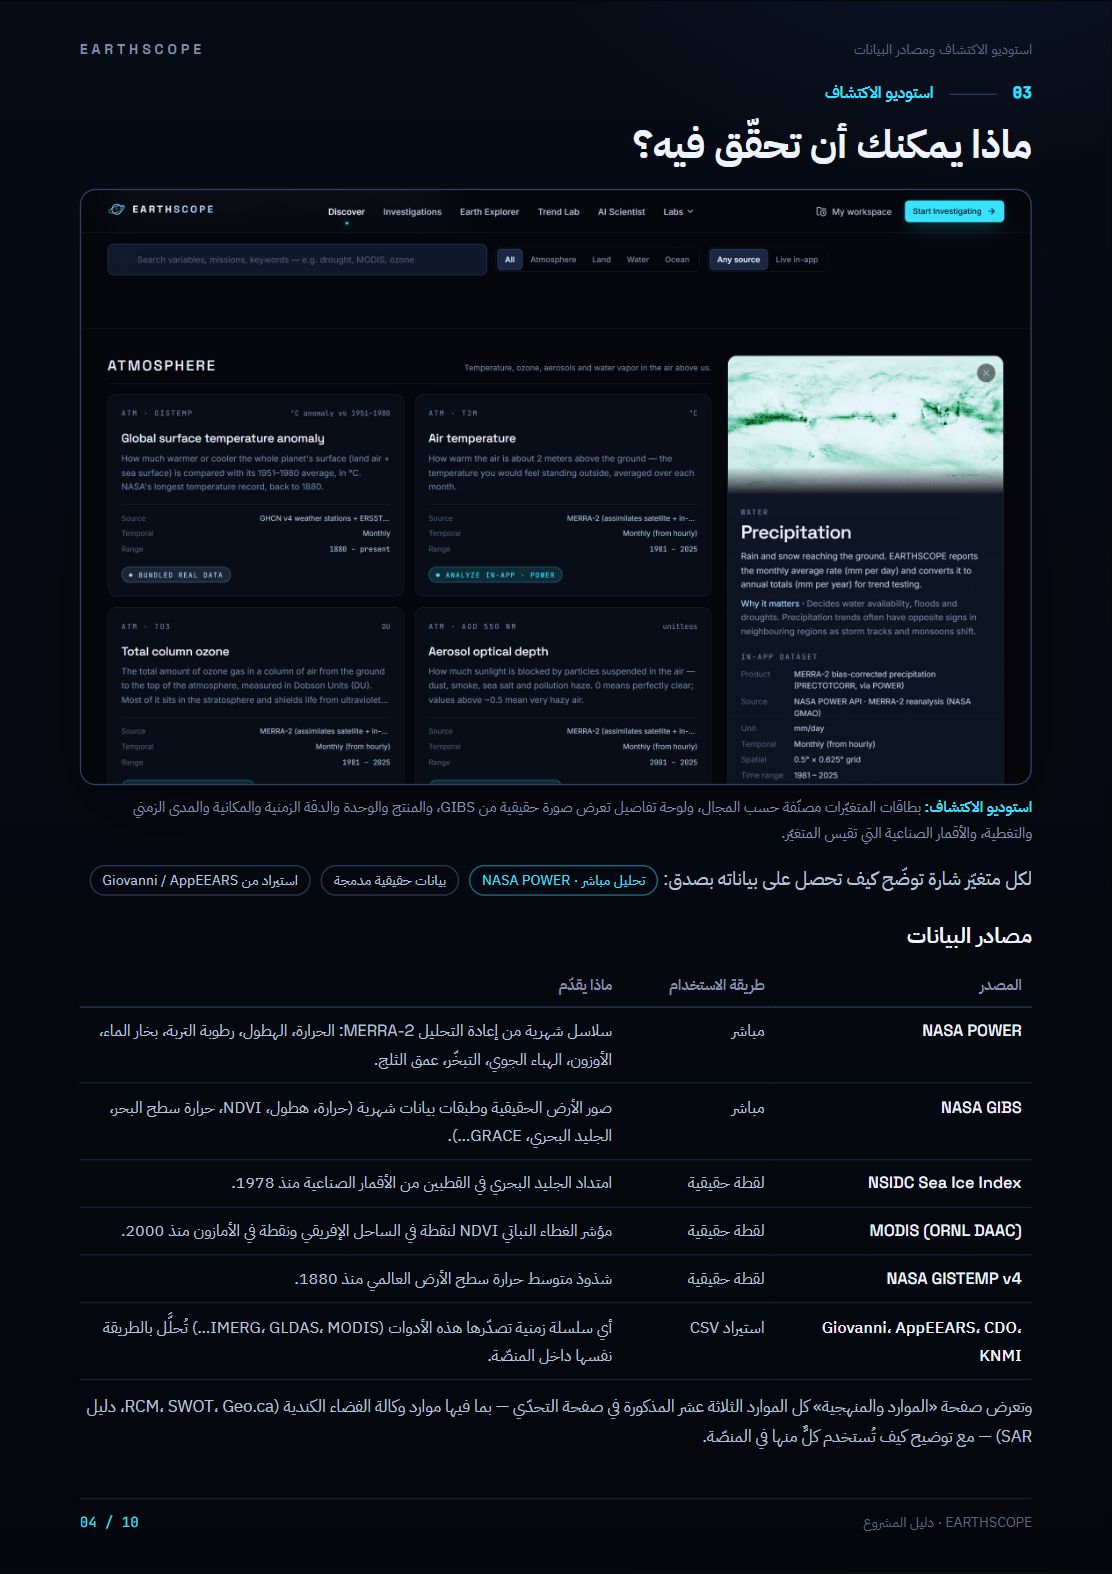 EARTHSCOPE
استوديو الاكتشاف ومصادر البيانات
03 استوديو الاكتشاف
ماذا يمكنك أن تحقّق فيه؟
EARTHSCOPE
Discover Investigations Earth Explorer Trend Lab AI Scientist Labs
My workspace
Start Investigating →
Search variables, missions, keywords — e.g. drought, MODIS, ozone
All Atmosphere Land Water Ocean
Any source Live in-app
ATMOSPHERE
Temperature, ozone, aerosols and water vapor in the air above us.
ATM · GISTEMP
°C anomaly vs 1951–1980
Global surface temperature anomaly
How much warmer or cooler the whole planet's surface (land air +
sea surface) is compared with its 1951–1980 average, in °C.
NASA's longest temperature record, back to 1880.
Source GHCN v4 weather stations + ERSST…
Temporal Monthly
Range 1880 – present
BUNDLED REAL DATA
ATM · T2M
°C
Air temperature
How warm the air is about 2 meters above the ground — the
temperature you would feel standing outside, averaged over each
month.
Source MERRA-2 (assimilates satellite + in-…
Temporal Monthly (from hourly)
Range 1981 – 2025
ANALYZE IN-APP · POWER
ATM · TO3
DU
Total column ozone
The total amount of ozone gas in a column of air from the ground
to the top of the atmosphere, measured in Dobson Units (DU).
Most of it sits in the stratosphere and shields life from ultraviolet…
Source MERRA-2 (assimilates satellite + in-…
Temporal Monthly (from hourly)
Range 1981 – 2025
ATM · AOD 550 NM
unitless
Aerosol optical depth
How much sunlight is blocked by particles suspended in the air —
dust, smoke, sea salt and pollution haze. 0 means perfectly clear;
values above ~0.5 mean very hazy air.
Source MERRA-2 (assimilates satellite + in-…
Temporal Monthly (from hourly)
Range 2001 – 2025
WATER
Precipitation
Rain and snow reaching the ground. EARTHSCOPE reports
the monthly average rate (mm per day) and converts it to
annual totals (mm per year) for trend testing.
Why it matters · Decides water availability, floods and
droughts. Precipitation trends often have opposite signs in
neighbouring regions as storm tracks and monsoons shift.
IN-APP DATASET
Product MERRA-2 bias-corrected precipitation
(PRECTOTCORR, via POWER)
Source NASA POWER API · MERRA-2 reanalysis (NASA
GMAO)
Unit mm/day
Temporal Monthly (from hourly)
Spatial 0.5° × 0.625° grid
Time range 1981 – 2025
استوديو الاكتشاف: بطاقات المتغيّرات مصنّفة حسب المجال، ولوحة تفاصيل تعرض صورة حقيقية من GIBS، والمنتج والوحدة والدقة الزمنية والمكانية والمدى الزمني
والتغطية، والأقمار الصناعية التي تقيس المتغيّر.
لكل متغيّر شارة توضّح كيف تحصل على بياناته بصدق: تحليل مباشر · NASA POWER بيانات حقيقية مدمجة استيراد من Giovanni / AppEEARS
مصادر البيانات
المصدر طريقة الاستخدام ماذا يقدّم
NASA POWER مباشر سلاسل شهرية من إعادة التحليل MERRA-2: الحرارة، الهطول، رطوبة التربة، بخار الماء،
الأوزون، الهباء الجوي، التبخّر، عمق الثلج.
NASA GIBS مباشر صور الأرض الحقيقية وطبقات بيانات شهرية (حرارة، هطول، NDVI، حرارة سطح البحر،
الجليد البحري، GRACE…).
NSIDC Sea Ice Index لقطة حقيقية امتداد الجليد البحري في القطبين من الأقمار الصناعية منذ 1978.
MODIS (ORNL DAAC) لقطة حقيقية مؤشر الغطاء النباتي NDVI لنقطة في الساحل الإفريقي ونقطة في الأمازون منذ 2000.
NASA GISTEMP v4 لقطة حقيقية شذوذ متوسط حرارة سطح الأرض العالمي منذ 1880.
Giovanni، AppEEARS، CDO، استيراد CSV أي سلسلة زمنية تصدّرها هذه الأدوات (IMERG، GLDAS، MODIS…) تُحلَّل بالطريقة
KNMI نفسها داخل المنصّة.
وتعرض صفحة «الموارد والمنهجية» كل الموارد الثلاثة عشر المذكورة في صفحة التحدّي — بما فيها موارد وكالة الفضاء الكندية (RCM، SWOT، Geo.ca، دليل
SAR) — مع توضيح كيف تُستخدم كلٌّ منها في المنصّة.
04 / 10
EARTHSCOPE · دليل المشروع